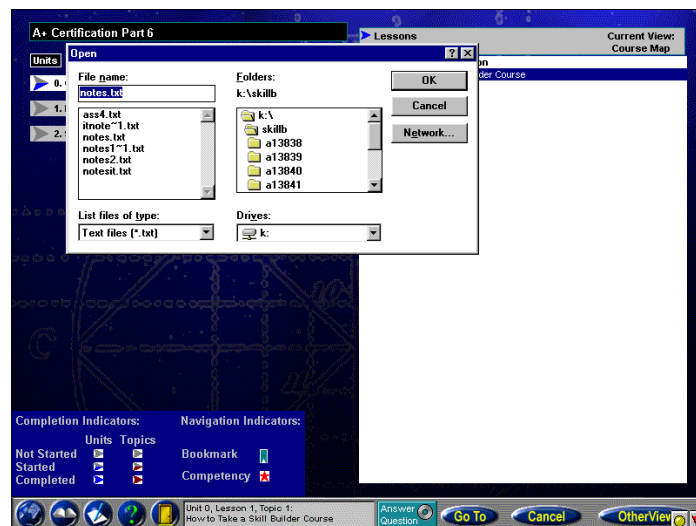 A+ Certification Part 6
Lessons
Current View:
Course Map
Units
Open
der Course
File name:
notes.txt
Folders:
k:\skillb
OK
Cancel
Network...
0.
1.
2.
ass4.txt
itnote~1.txt
notes.txt
notes1~1.txt
notes2.txt
notesit.txt
k:\
skillb
a13838
a13839
a13840
a13841
List files of type:
Text files (*.txt)
Drives:
k:
Completion Indicators:
Units Topics
Not Started
Started
Completed
Navigation Indicators:
Bookmark
Competency
Unit 0, Lesson 1, Topic 1:
How to Take a Skill Builder Course
Answer
Question
Go To
Cancel
OtherView